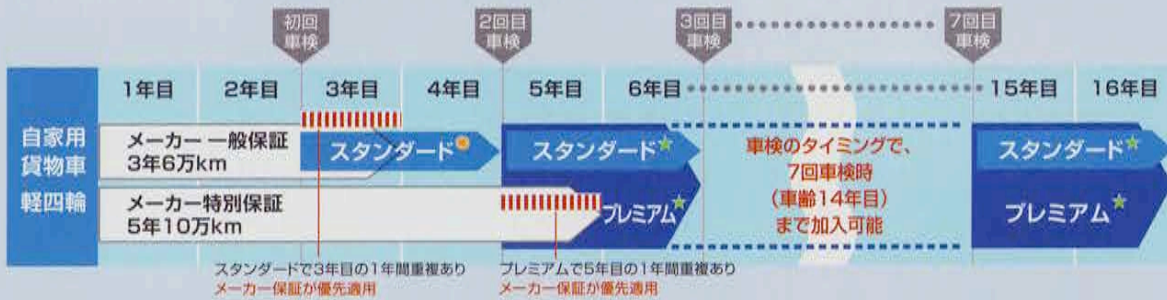 初回
車検
2回目
車検
3回目
車検
7回目
車検
1年目 2年目 3年目 4年目 5年目 6年目 15年目 16年目
自家用
貨物車
軽四輪
メーカー 一般保証
3年6万km
スタンダード
スタンダード
車検のタイミングで、
7回車検時
(車齢14年目)
まで加入可能
スタンダード
メーカー特別保証
5年10万km
プレミアム
プレミアム
スタンダードで3年目の1年間重複あり
メーカー保証が優先適用
プレミアムで5年目の1年間重複あり
メーカー保証が優先適用